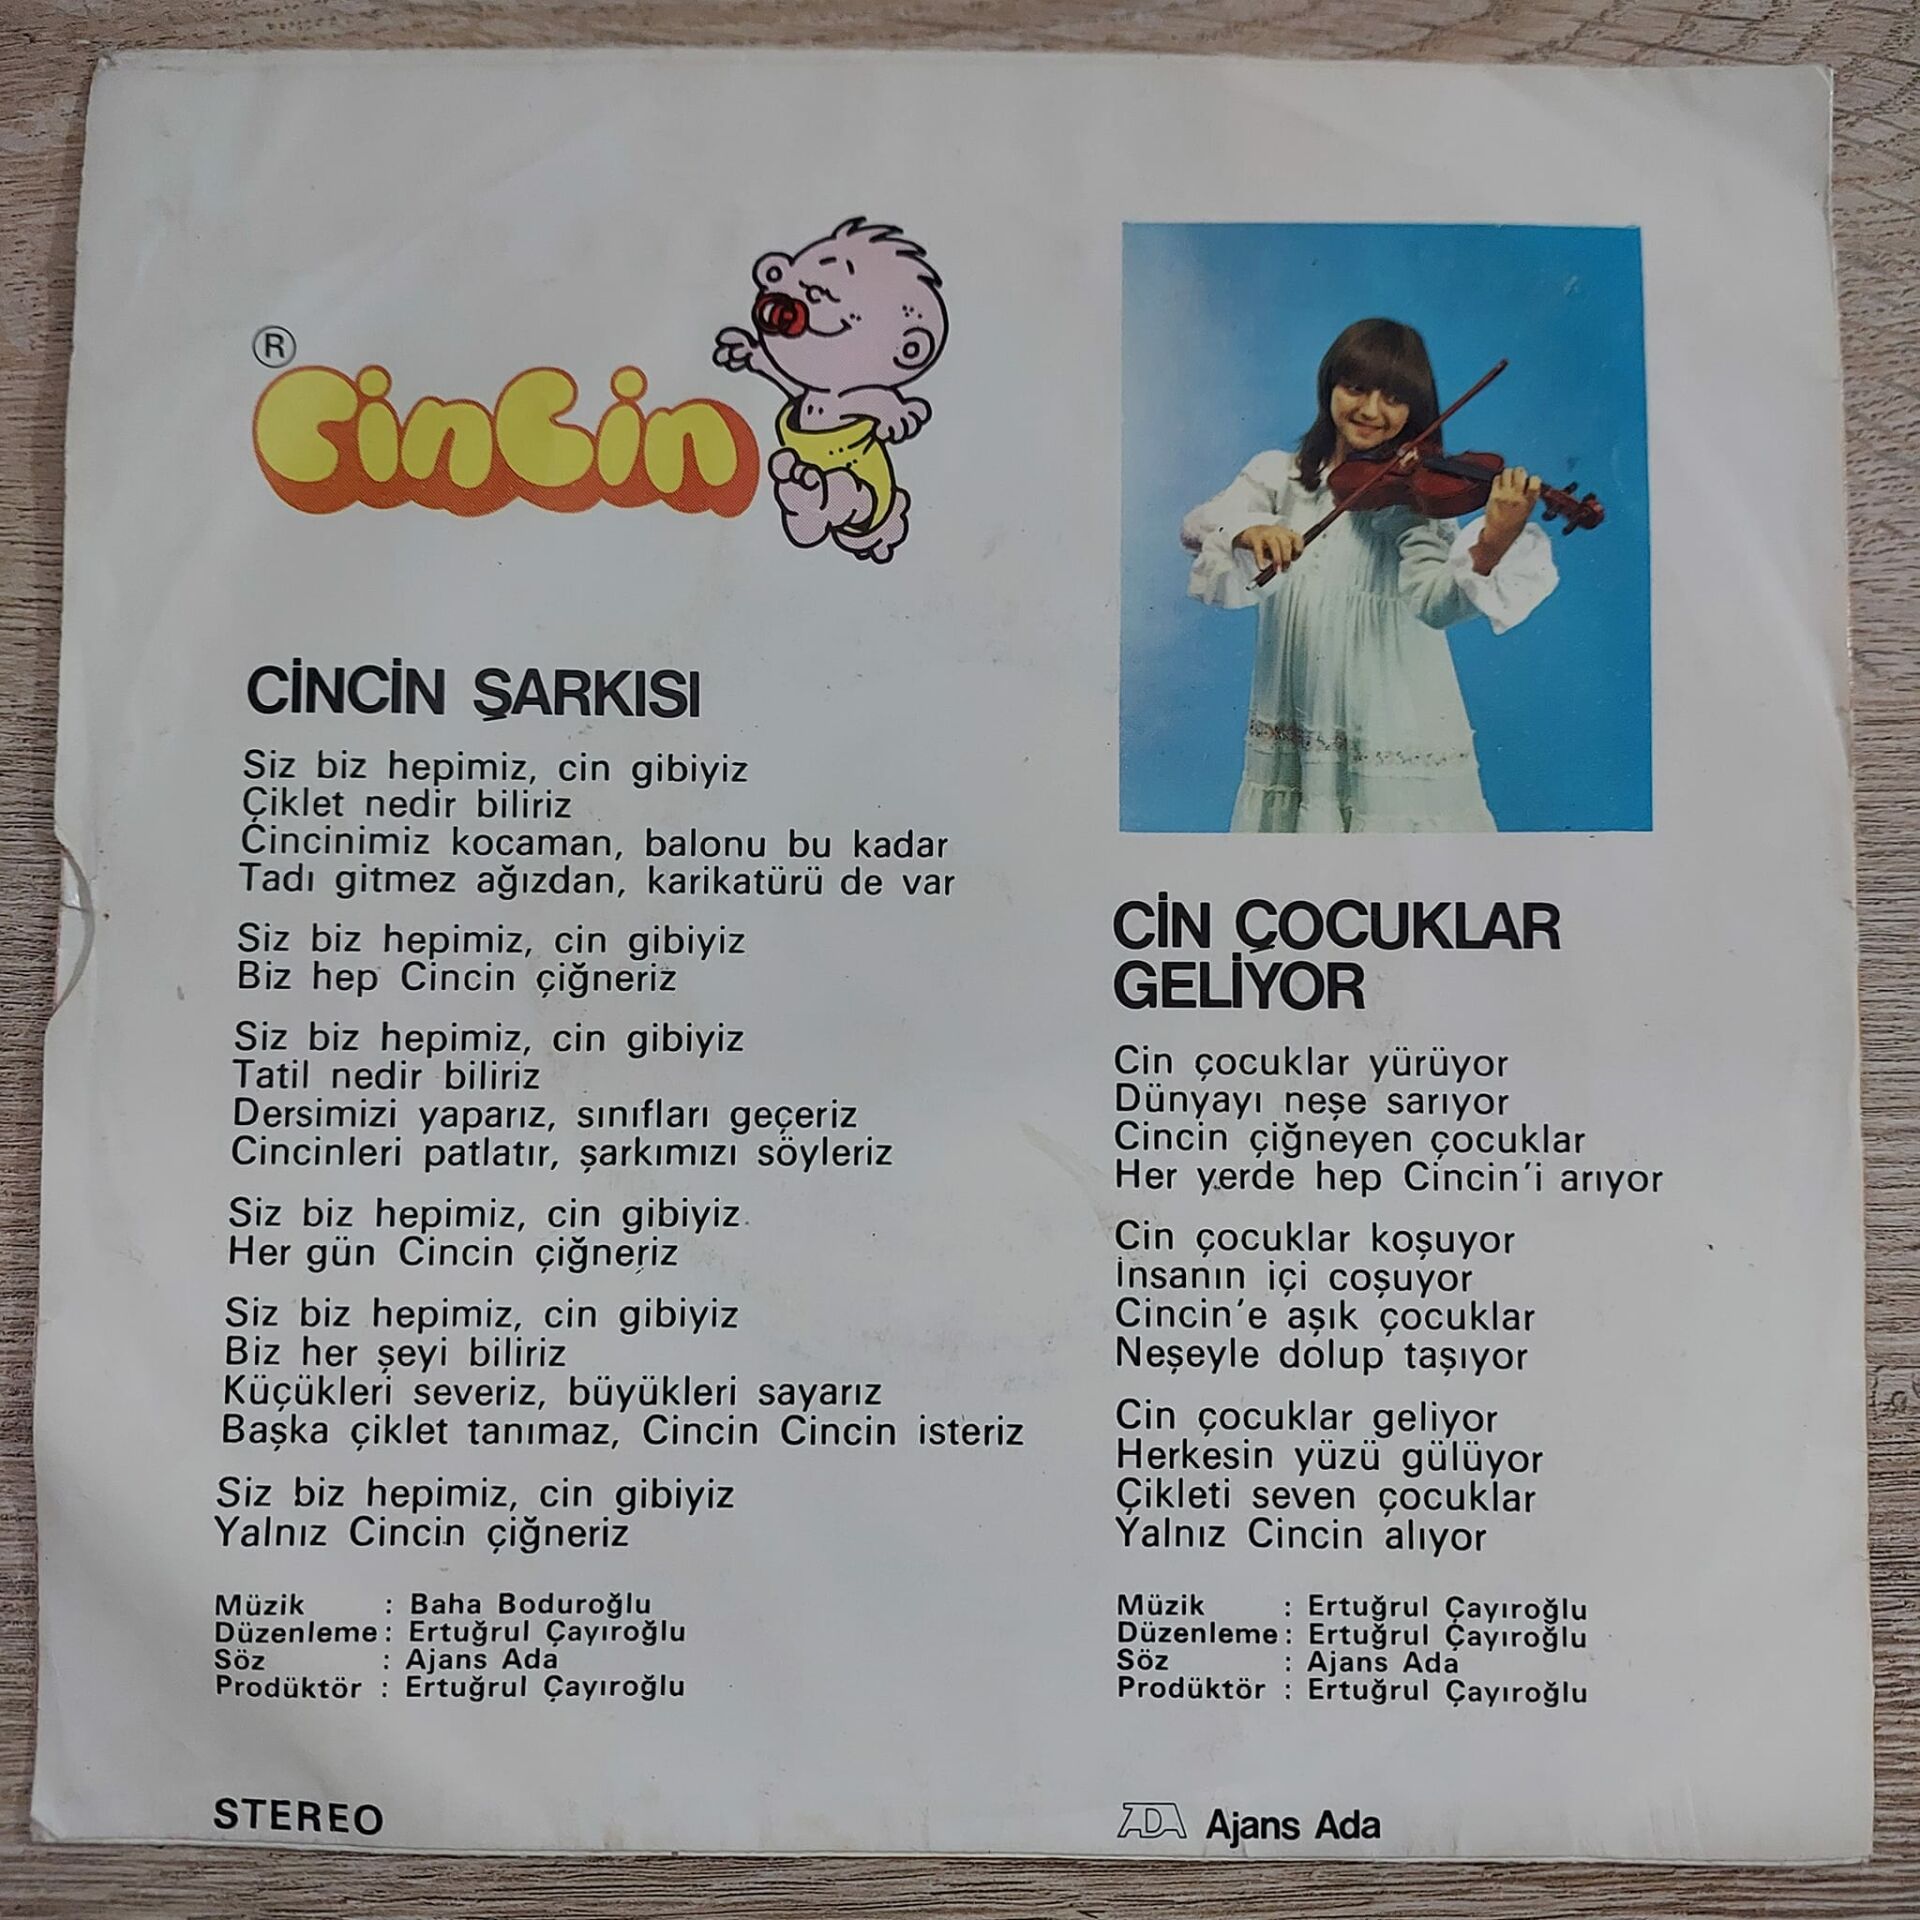 ®
CinCin
CİNCİN ŞARKISI
Siz biz hepimiz, cin gibiyiz
Çiklet nedir biliriz
Cincinimiz kocaman, balonu bu kadar
Tadı gitmez ağızdan, karikatürü de var
Siz biz hepimiz, cin gibiyiz
Biz hep Cincin çiğneriz
Siz biz hepimiz, cin gibiyiz
Tatil nedir biliriz
Dersimizi yaparız, sınıfları geçeriz
Cincinleri patlatır, şarkımızı söyleriz
Siz biz hepimiz, cin gibiyiz
Her gün Cincin çiğneriz
Siz biz hepimiz, cin gibiyiz
Biz her şeyi biliriz
Küçükleri severiz, büyükleri sayarız
Başka çiklet tanımaz, Cincin Cincin isteriz
Siz biz hepimiz, cin gibiyiz
Yalnız Cincin çiğneriz
Müzik : Baha Boduroğlu
Düzenleme : Ertuğrul Çayıroğlu
Söz : Ajans Ada
Prodüktör : Ertuğrul Çayıroğlu
STEREO
CİN ÇOCUKLAR
GELİYOR
Cin çocuklar yürüyor
Dünyayı neşe sarıyor
Cincin çiğneyen çocuklar
Her yerde hep Cincin'i arıyor
Cin çocuklar koşuyor
İnsanın içi coşuyor
Cincin'e aşık çocuklar
Neşeyle dolup taşıyor
Cin çocuklar geliyor
Herkesin yüzü gülüyor
Çikleti seven çocuklar
Yalnız Cincin alıyor
Müzik : Ertuğrul Çayıroğlu
Düzenleme : Ertuğrul Çayıroğlu
Söz : Ajans Ada
Prodüktör : Ertuğrul Çayıroğlu
ADA Ajans Ada